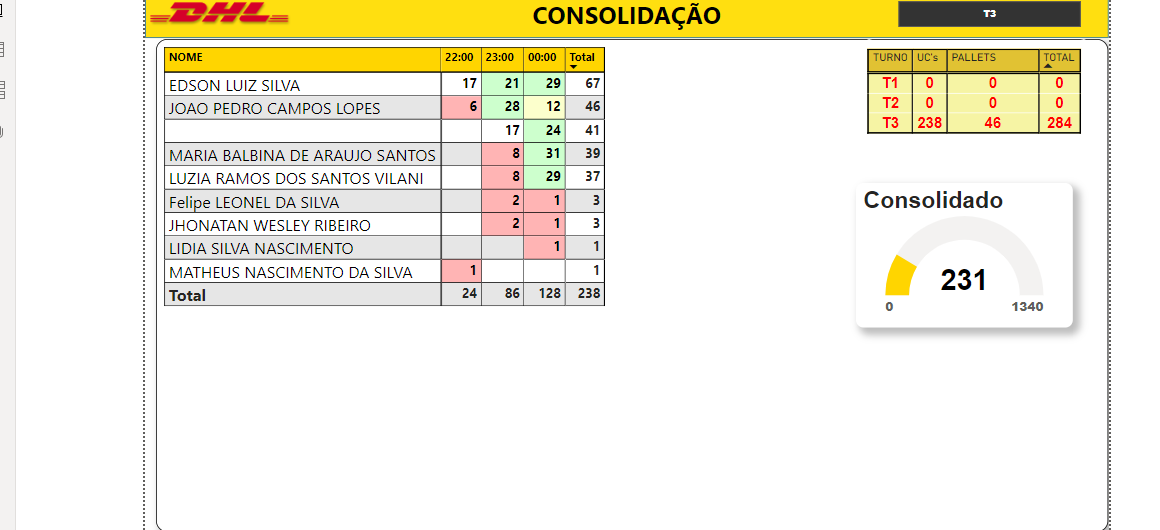 DHL CONSOLIDAÇÃO T3
NOME 22:00 23:00 00:00 Total
EDSON LUIZ SILVA 17 21 29 67
JOAO PEDRO CAMPOS LOPES 6 28 12 46
17 24 41
MARIA BALBINA DE ARAUJO SANTOS 8 31 39
LUZIA RAMOS DOS SANTOS VILANI 8 29 37
Felipe LEONEL DA SILVA 2 1 3
JHONATAN WESLEY RIBEIRO 2 1 3
LIDIA SILVA NASCIMENTO 1 1
MATHEUS NASCIMENTO DA SILVA 1 1
Total 24 86 128 238
TURNO UC's PALLETS TOTAL
T1 0 0 0
T2 0 0 0
T3 238 46 284
Consolidado
231
0 1340